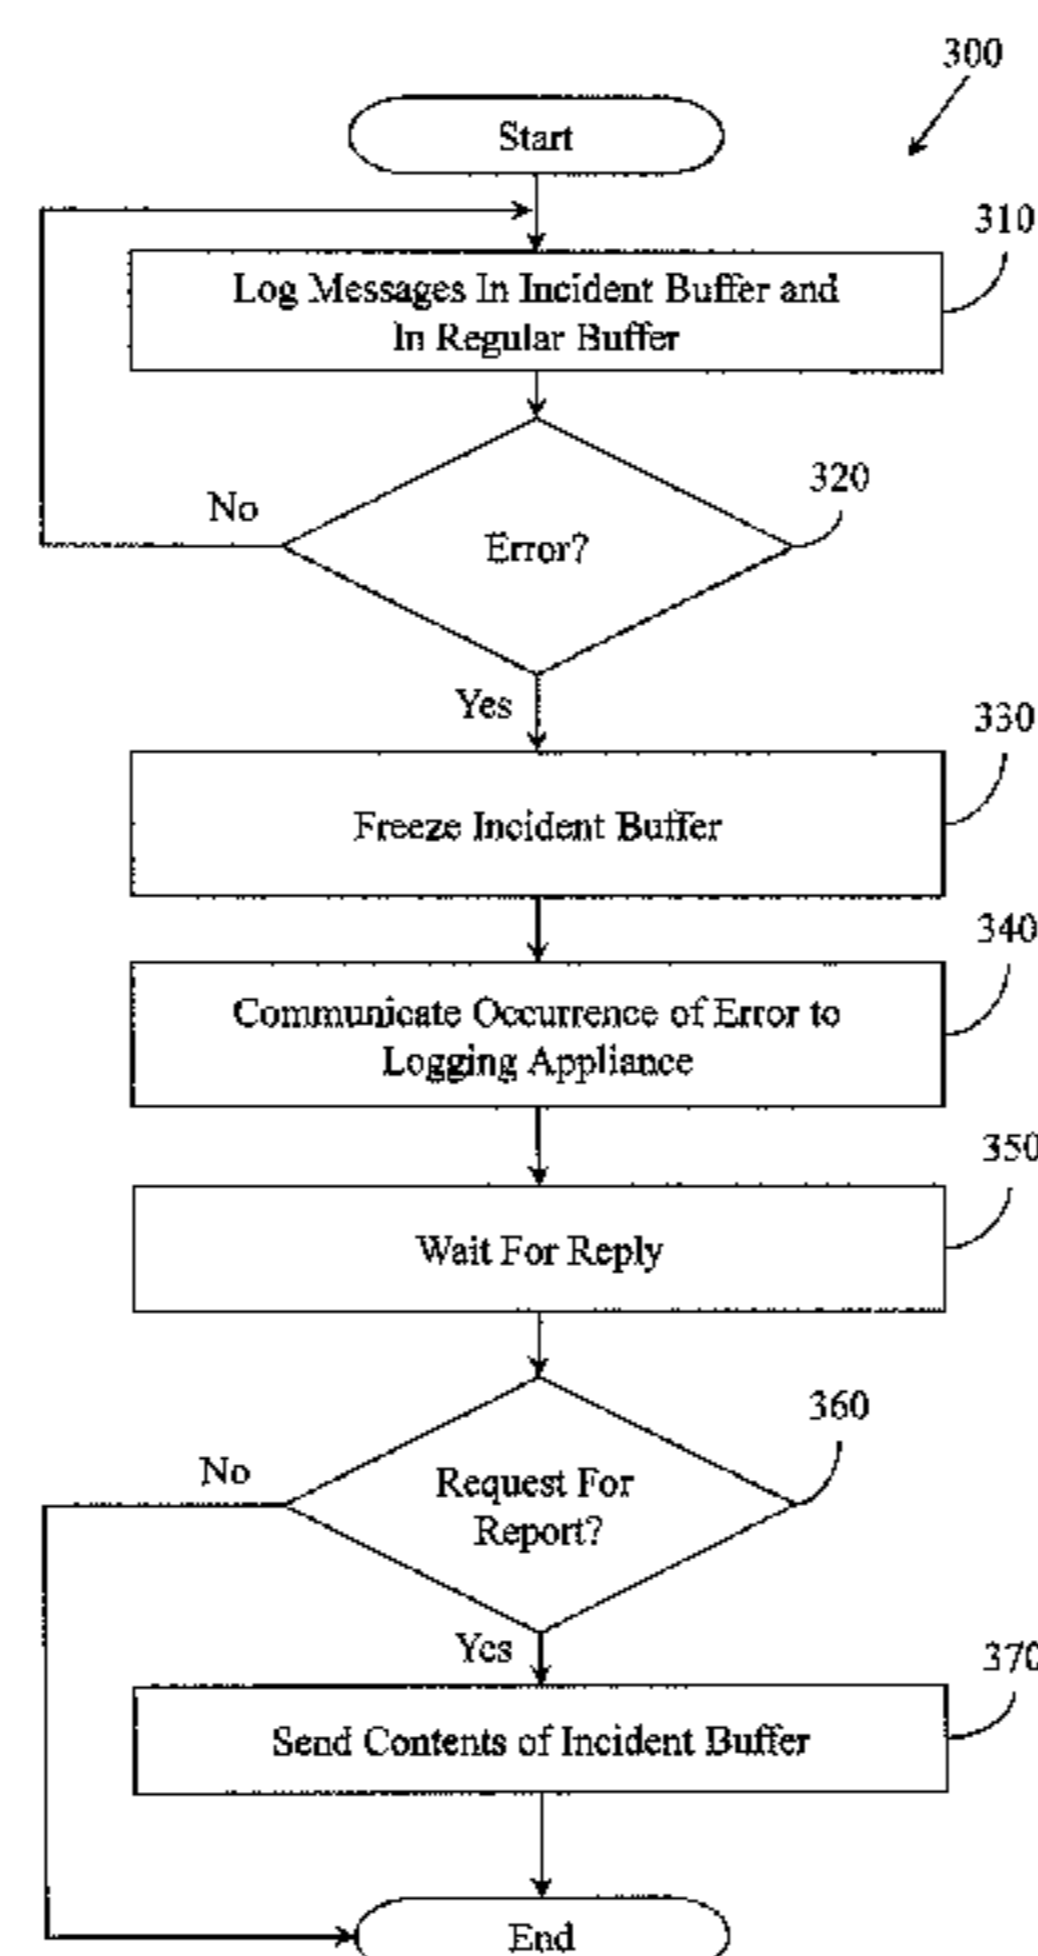 300
Start
310
Log Messages In Incident Buffer and
In Regular Buffer
320
No
Error?
Yes
330
Freeze Incident Buffer
340
Communicate Occurrence of Error to
Logging Appliance
350
Wait For Reply
360
No
Request For
Report?
Yes
370
Send Contents of Incident Buffer
End